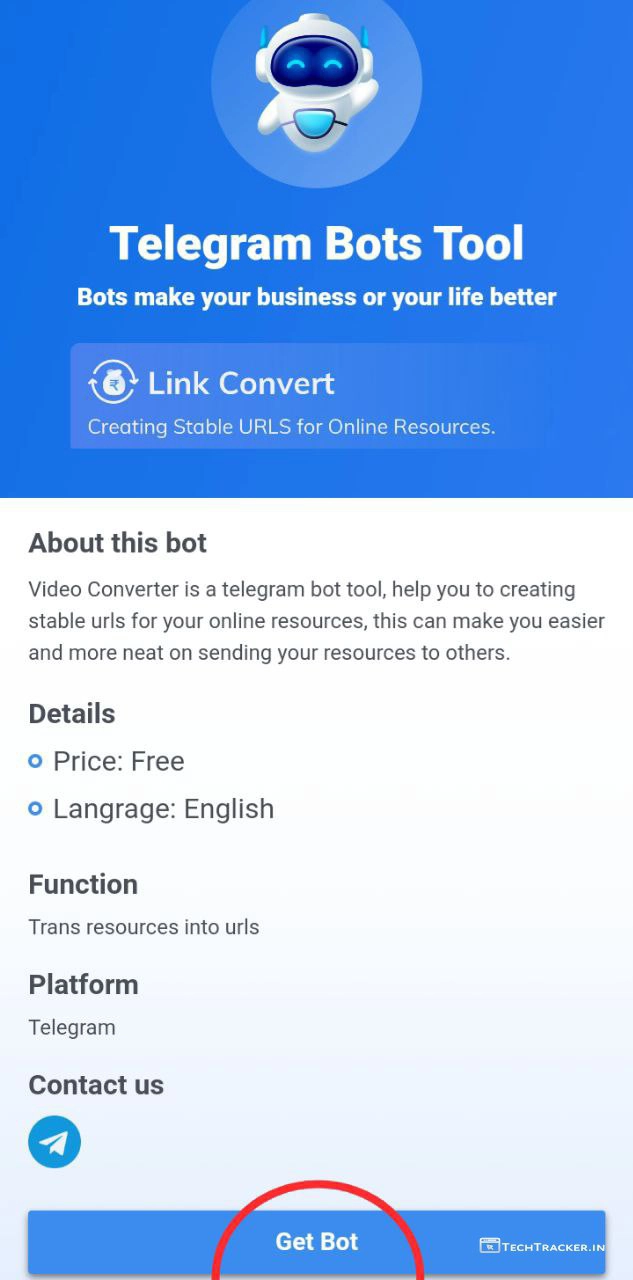 Telegram Bots Tool
Bots make your business or your life better
₹ Link Convert
Creating Stable URLS for Online Resources.
About this bot
Video Converter is a telegram bot tool, help you to creating
stable urls for your online resources, this can make you easier
and more neat on sending your resources to others.
Details
Price: Free
Langrage: English
Function
Trans resources into urls
Platform
Telegram
Contact us
Get Bot
TechTracker.in